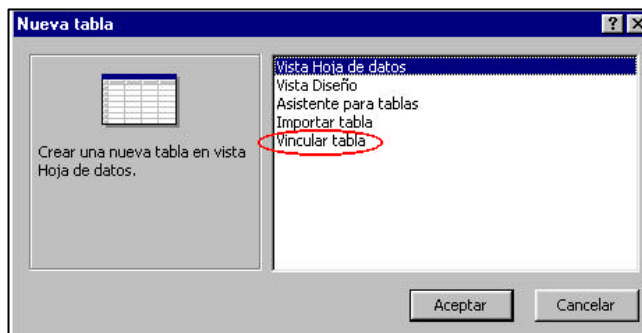 Nueva tabla
Crear una nueva tabla en vista
Hoja de datos.
Vista Hoja de datos
Vista Diseño
Asistente para tablas
Importar tabla
Vincular tabla
Aceptar
Cancelar